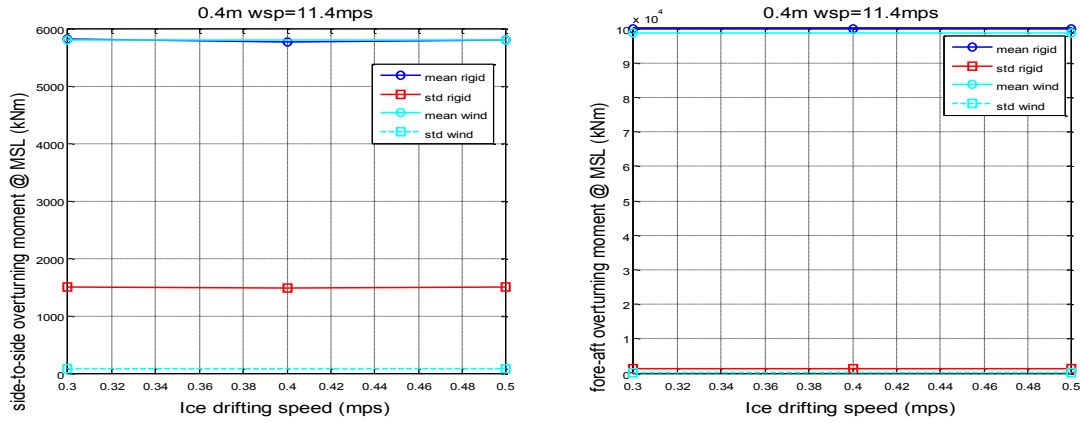 0.4m wsp=11.4mps
6000
5000
4000
3000
2000
1000
0
0.3 0.32 0.34 0.36 0.38 0.4 0.42 0.44 0.46 0.48 0.5
side-to-side overturning moment @ MSL (kNm)
Ice drifting speed (mps)
mean rigid
std rigid
mean wind
std wind
0.4m wsp=11.4mps
x 10^4
10
9
8
7
6
5
4
3
2
1
0
0.3 0.32 0.34 0.36 0.38 0.4 0.42 0.44 0.46 0.48 0.5
fore-aft overturning moment @ MSL (kNm)
Ice drifting speed (mps)
mean rigid
std rigid
mean wind
std wind